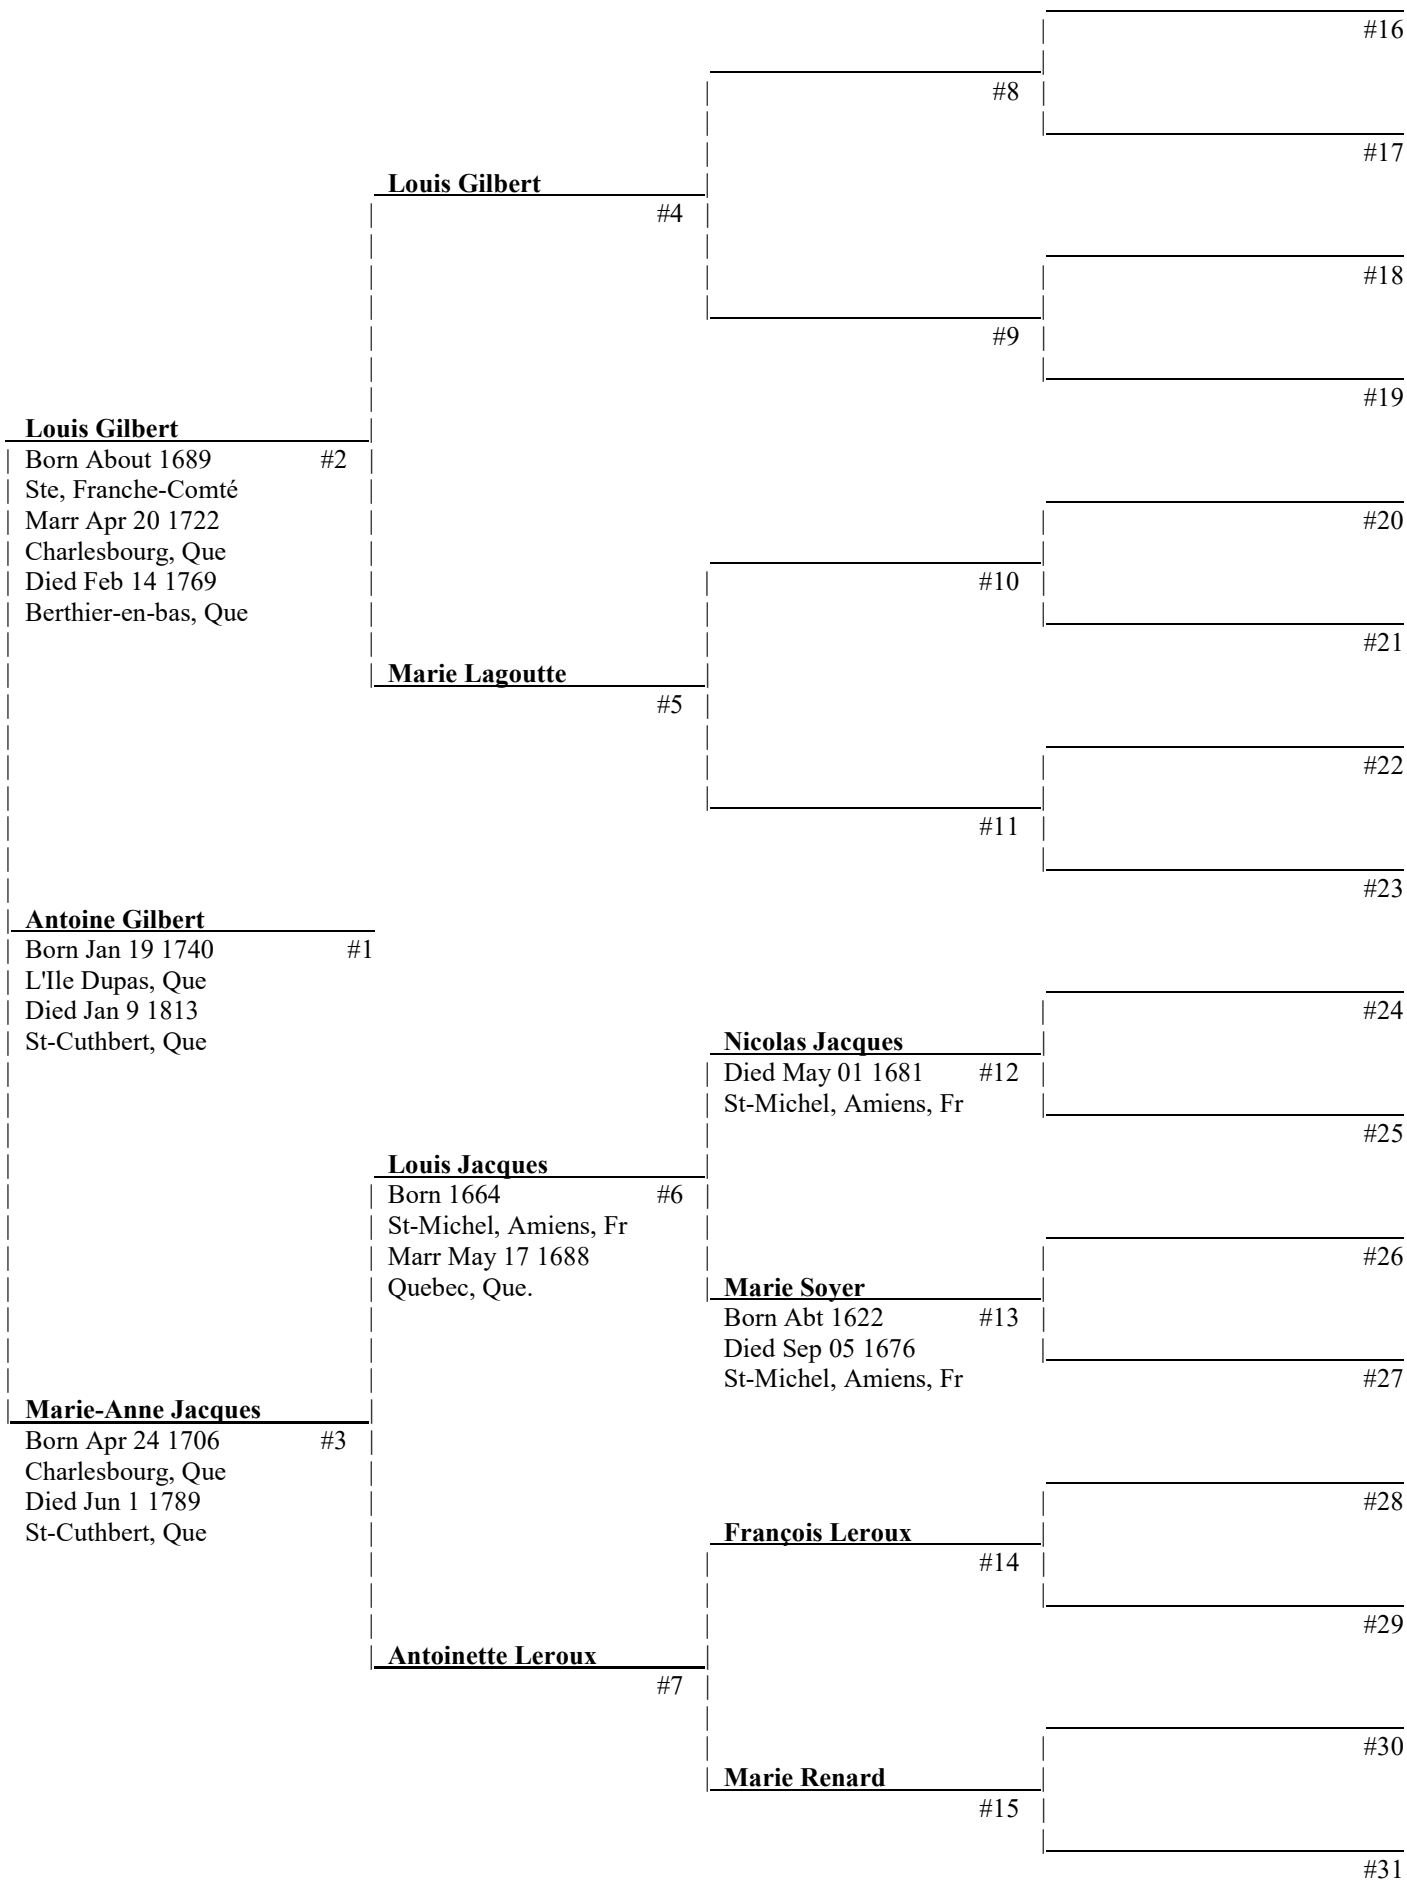 #16
#8
#17
Louis Gilbert
#4
#18
#9
#19
Louis Gilbert
Born About 1689 #2
Ste, Franche-Comté
Marr Apr 20 1722
Charlesbourg, Que
Died Feb 14 1769
Berthier-en-bas, Que
#20
#10
#21
Marie Lagoutte
#5
#22
#11
#23
Antoine Gilbert
Born Jan 19 1740 #1
L'Ile Dupas, Que
Died Jan 9 1813
St-Cuthbert, Que
#24
Nicolas Jacques
Died May 01 1681 #12
St-Michel, Amiens, Fr
#25
Louis Jacques
Born 1664 #6
St-Michel, Amiens, Fr
Marr May 17 1688
Quebec, Que.
#26
Marie Soyer
Born Abt 1622 #13
Died Sep 05 1676
St-Michel, Amiens, Fr
#27
Marie-Anne Jacques
Born Apr 24 1706 #3
Charlesbourg, Que
Died Jun 1 1789
St-Cuthbert, Que
#28
François Leroux
#14
#29
Antoinette Leroux
#7
#30
Marie Renard
#15
#31